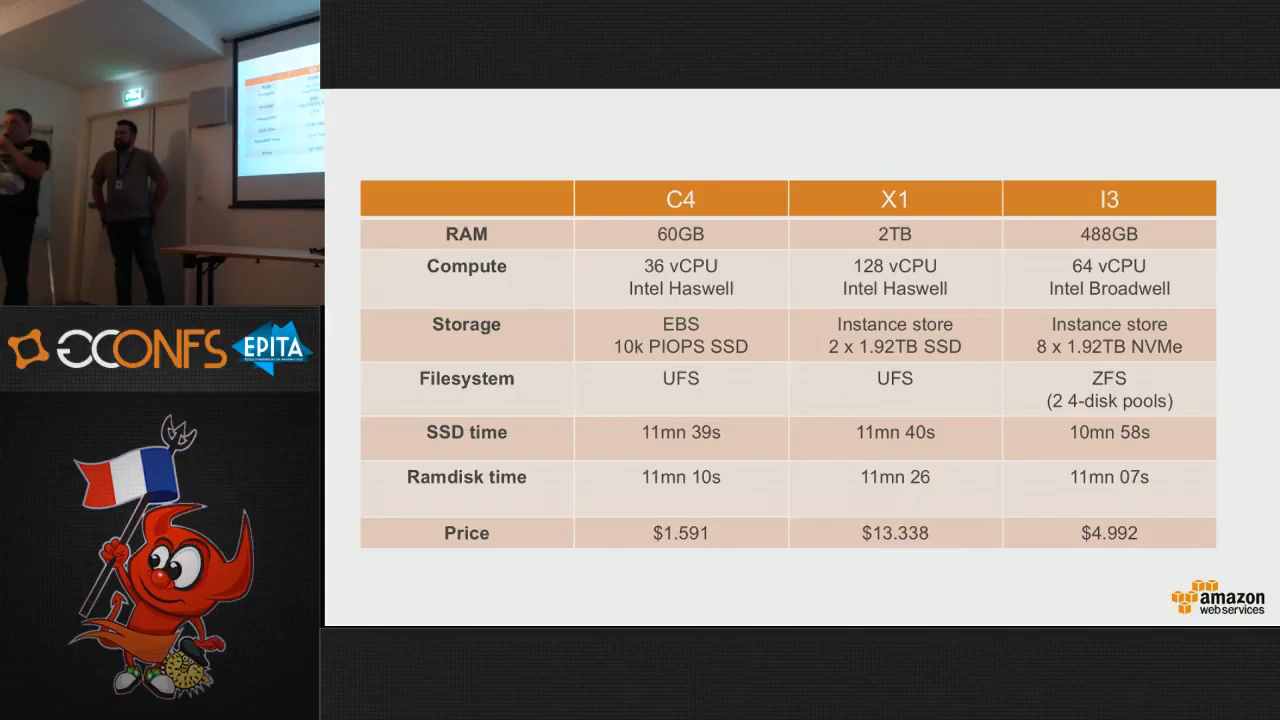 C4 X1 I3
RAM 60GB 2TB 488GB
Compute 36 vCPU 128 vCPU 64 vCPU
Intel Haswell Intel Haswell Intel Broadwell
Storage EBS Instance store Instance store
10k PIOPS SSD 2 x 1.92TB SSD 8 x 1.92TB NVMe
Filesystem UFS UFS ZFS
(2 4-disk pools)
SSD time 11mn 39s 11mn 40s 10mn 58s
Ramdisk time 11mn 10s 11mn 26 11mn 07s
Price $1.591 $13.338 $4.992
amazon
webservices
GCONFS
EPITA